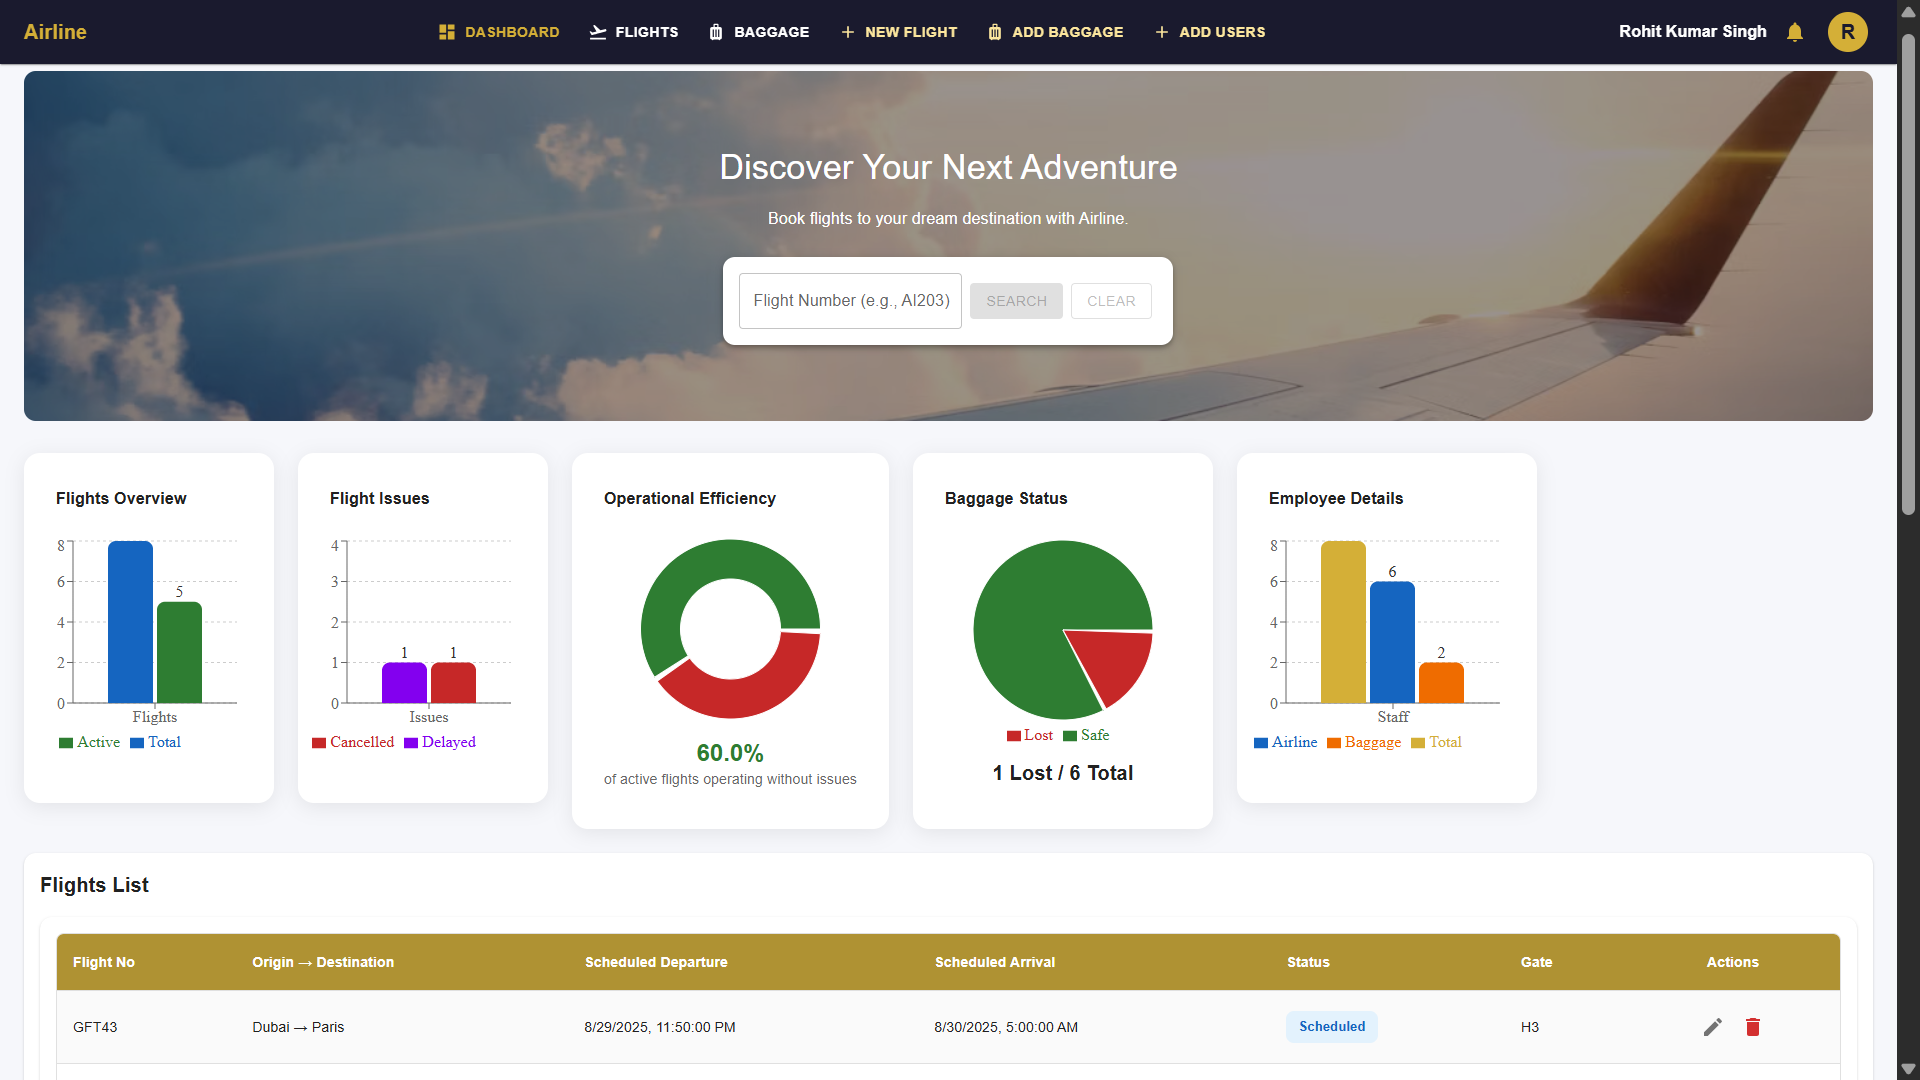 Airline
DASHBOARD FLIGHTS BAGGAGE NEW FLIGHT ADD BAGGAGE ADD USERS
Rohit Kumar Singh R
Discover Your Next Adventure
Book flights to your dream destination with Airline.
Flight Number (e.g., AI203) SEARCH CLEAR
Flights Overview
8
6
4
2
0
5
Flights
Active Total
Flight Issues
4
3
2
1
0
1 1
Issues
Cancelled Delayed
Operational Efficiency
60.0%
of active flights operating without issues
Baggage Status
Lost Safe
1 Lost / 6 Total
Employee Details
8
6
4
2
0
6
2
Staff
Airline Baggage Total
Flights List
Flight No Origin → Destination Scheduled Departure Scheduled Arrival Status Gate Actions
GFT43 Dubai → Paris 8/29/2025, 11:50:00 PM 8/30/2025, 5:00:00 AM Scheduled H3